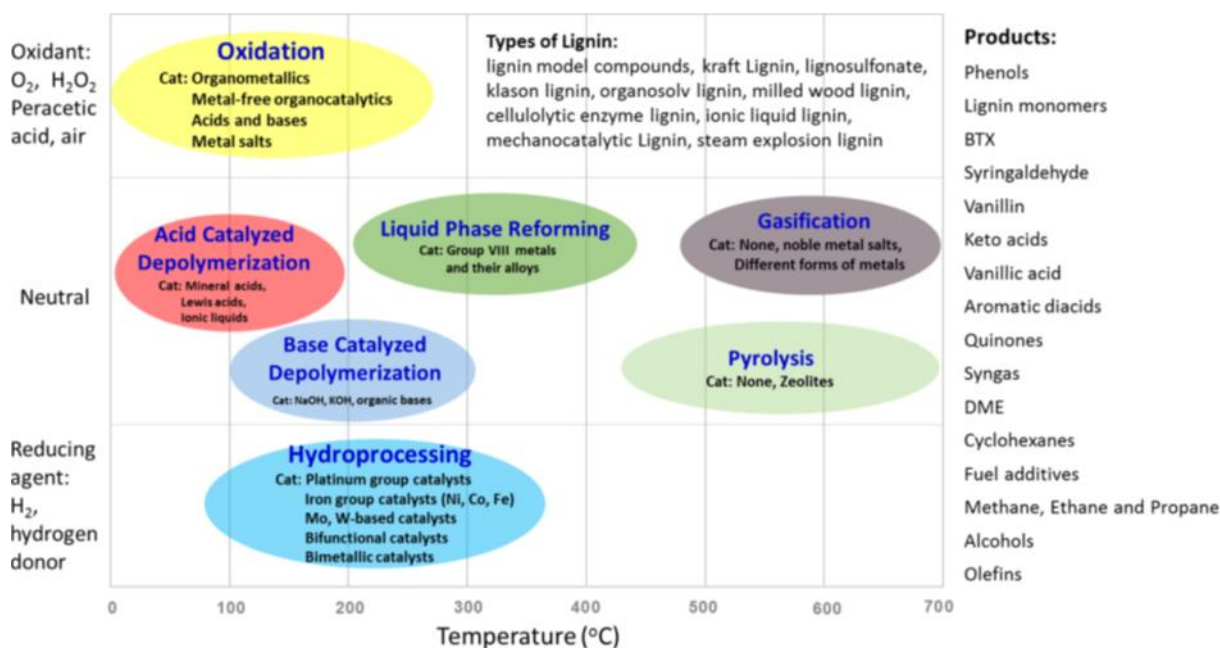 Oxidant:
O₂, H₂O₂
Peracetic
acid, air
Oxidation
Cat: Organometallics
Metal-free organocatalytics
Acids and bases
Metal salts
Types of Lignin:
lignin model compounds, kraft Lignin, lignosulfonate,
klason lignin, organosolv lignin, milled wood lignin,
cellulolytic enzyme lignin, ionic liquid lignin,
mechanocatalytic Lignin, steam explosion lignin
Neutral
Acid Catalyzed
Depolymerization
Cat: Mineral acids,
Lewis acids,
Ionic liquids
Liquid Phase Reforming
Cat: Group VIII metals
and their alloys
Gasification
Cat: None, noble metal salts,
Different forms of metals
Base Catalyzed
Depolymerization
Cat: NaOH, KOH, organic bases
Pyrolysis
Cat: None, Zeolites
Reducing
agent:
H₂,
hydrogen
donor
Hydroprocessing
Cat: Platinum group catalysts
Iron group catalysts (Ni, Co, Fe)
Mo, W-based catalysts
Bifunctional catalysts
Bimetallic catalysts
0 100 200 300 400 500 600 700
Temperature (°C)
Products:
Phenols
Lignin monomers
BTX
Syringaldehyde
Vanillin
Keto acids
Vanillic acid
Aromatic diacids
Quinones
Syngas
DME
Cyclohexanes
Fuel additives
Methane, Ethane and Propane
Alcohols
Olefins